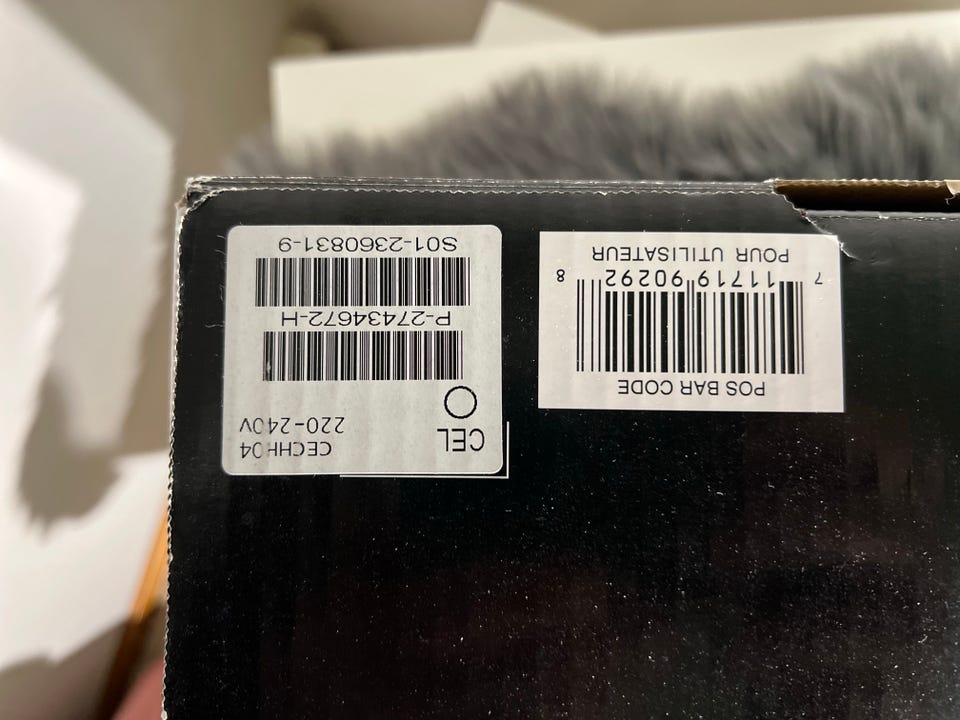 POS BAR CODE
7 11719 90292 8
POUR UTILISATEUR
CEL
CECHH04
220-240V
P-27434672-H
S01-2360831-9